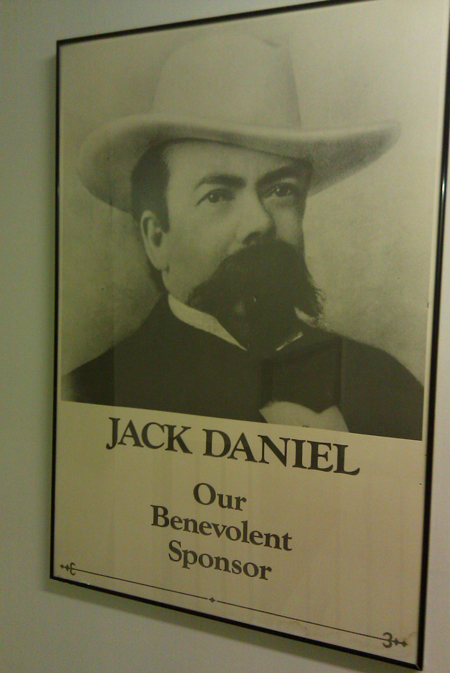 JACK DANIEL
Our
Benevolent
Sponsor